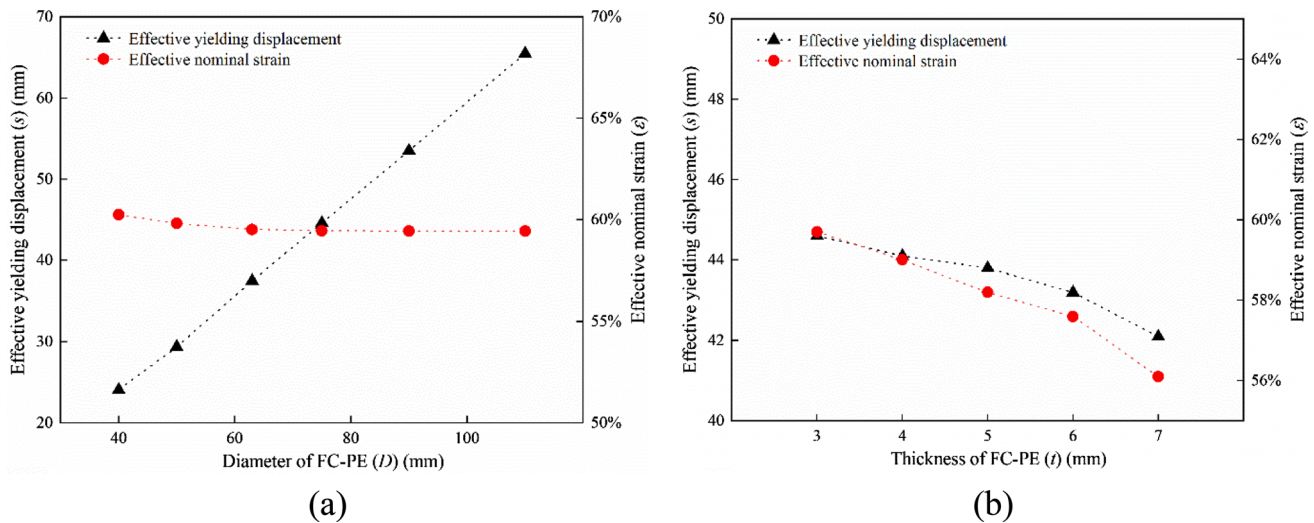 Effective yielding displacement
Effective nominal strain
Effective yielding displacement (s) (mm)
70
60
50
40
30
20
70%
65%
60%
55%
50%
Effective nominal strain (ε)
40
60
80
100
Diameter of FC-PE (D) (mm)
(a)
Effective yielding displacement
Effective nominal strain
Effective yielding displacement (s) (mm)
50
48
46
44
42
40
64%
62%
60%
58%
56%
Effective nominal strain (ε)
3
4
5
6
7
Thickness of FC-PE (t) (mm)
(b)